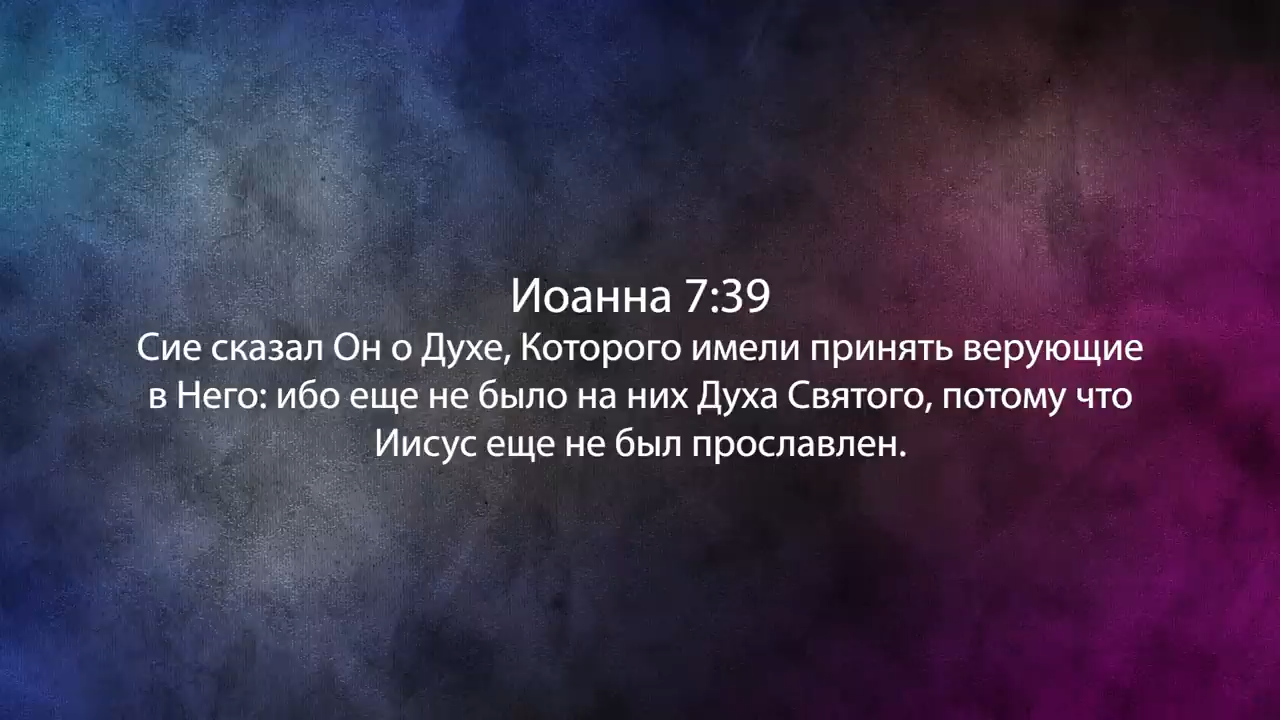 Иоанна 7:39
Сие сказал Он о Духе, Которого имели принять верующие
в Него: ибо еще не было на них Духа Святого, потому что
Иисус еще не был прославлен.